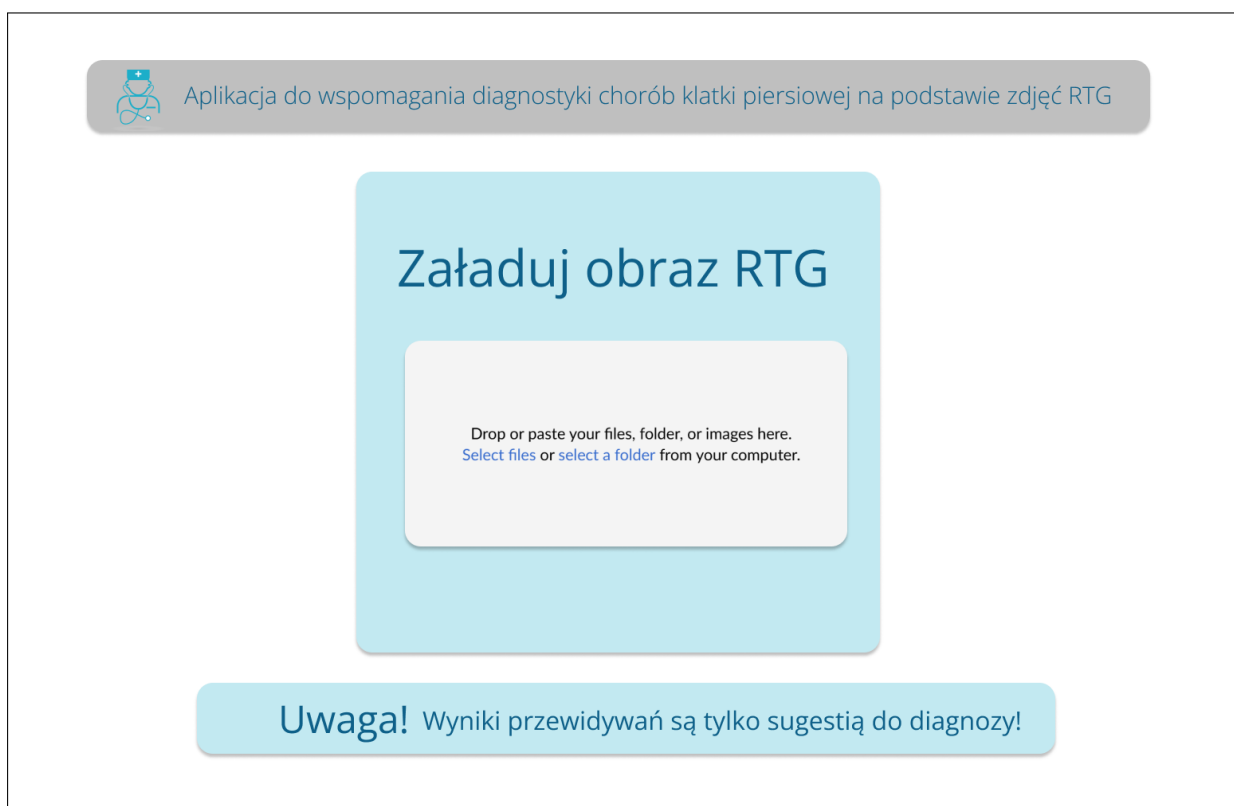 Aplikacja do wspomagania diagnostyki chorób klatki piersiowej na podstawie zdjęć RTG
Załaduj obraz RTG
Drop or paste your files, folder, or images here.
Select files or select a folder from your computer.
Uwaga! Wyniki przewidywań są tylko sugestią do diagnozy!